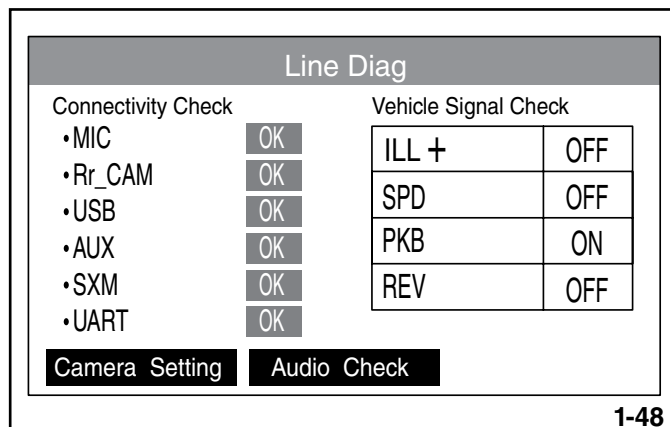 Line Diag
Connectivity Check
•MIC OK
•Rr_CAM OK
•USB OK
•AUX OK
•SXM OK
•UART OK
Vehicle Signal Check
ILL + OFF
SPD OFF
PKB ON
REV OFF
Camera Setting
Audio Check
1-48